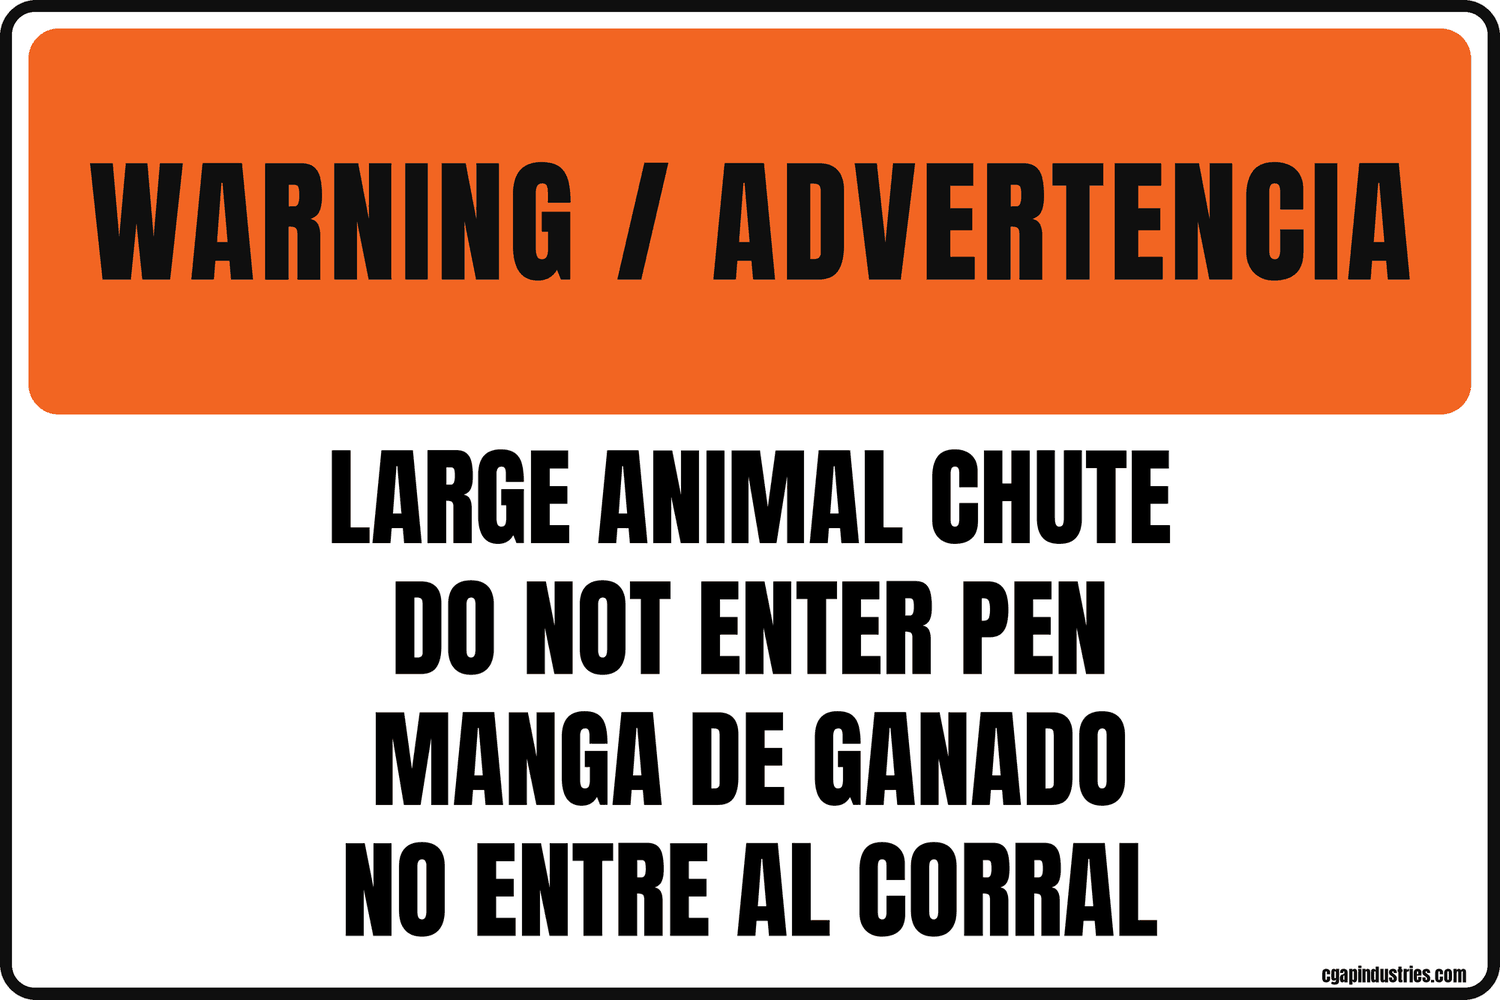 WARNING / ADVERTENCIA
LARGE ANIMAL CHUTE
DO NOT ENTER PEN
MANGA DE GANADO
NO ENTRE AL CORRAL
cgapindustries.com